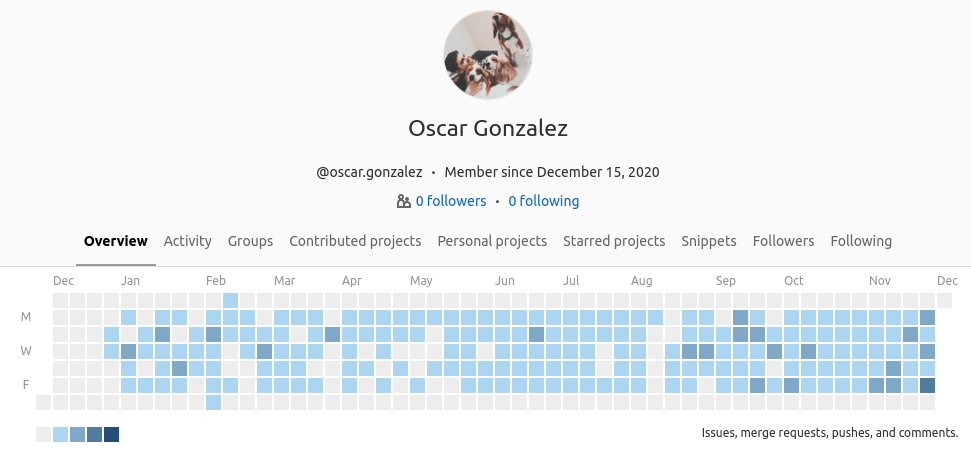 Oscar Gonzalez
@oscar.gonzalez · Member since December 15, 2020
0 followers · 0 following
Overview Activity Groups Contributed projects Personal projects Starred projects Snippets Followers Following
Dec Jan Feb Mar Apr May Jun Jul Aug Sep Oct Nov Dec
M
W
F
Issues, merge requests, pushes, and comments.